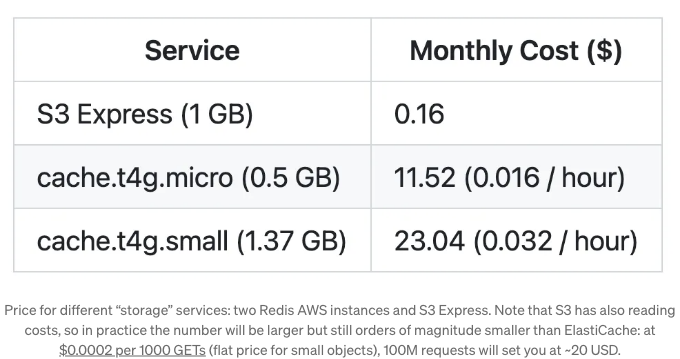 Service Monthly Cost ($)
S3 Express (1 GB) 0.16
cache.t4g.micro (0.5 GB) 11.52 (0.016 / hour)
cache.t4g.small (1.37 GB) 23.04 (0.032 / hour)
Price for different “storage” services: two Redis AWS instances and S3 Express. Note that S3 has also reading
costs, so in practice the number will be larger but still orders of magnitude smaller than ElastiCache: at
$0.0002 per 1000 GETs (flat price for small objects), 100M requests will set you at ~20 USD.